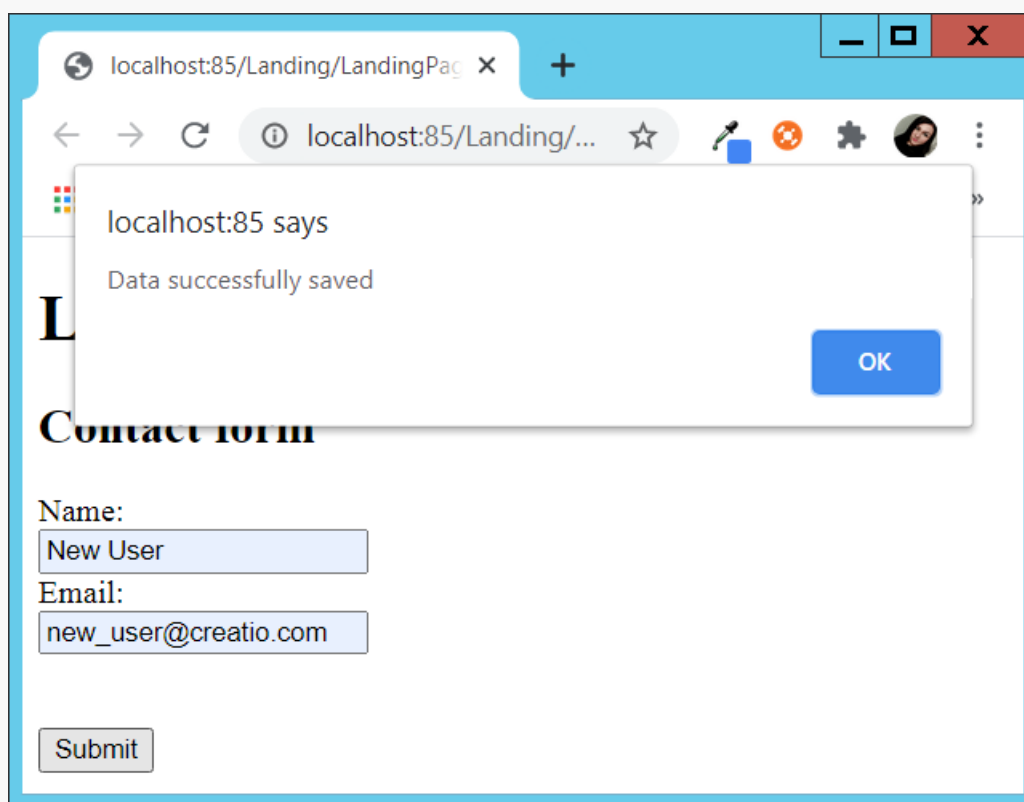 localhost:85/Landing/LandingPag
localhost:85/Landing/...
localhost:85 says
Data successfully saved
OK
L
Contact form
Name:
New User
Email:
new_user@creatio.com
Submit